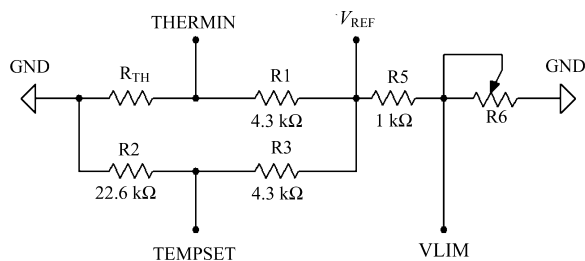 THERMIN
VREF
GND
RTH
R1
R5
GND
4.3 kΩ
1 kΩ
R6
R2
R3
22.6 kΩ
4.3 kΩ
TEMPSET
VLIM